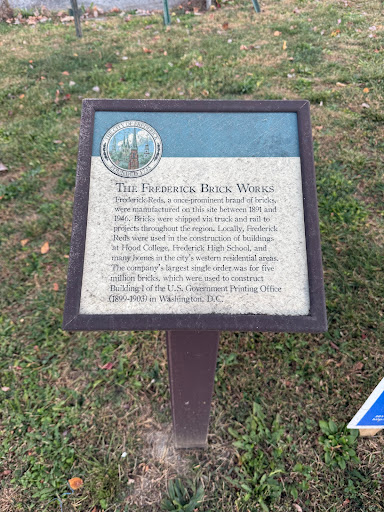 THE CITY OF FREDERICK
THE FREDERICK BRICK WORKS
Frederick-Reds, a once-prominent brand of bricks,
were manufactured on this site between 1891 and
1946. Bricks were shipped via truck and rail to
projects throughout the region. Locally, Frederick
Reds were used in the construction of buildings
at Hood College, Frederick High School, and
many homes in the city's western residential areas.
The company's largest single order was for five
million bricks, which were used to construct
Building 1 of the U.S. Government Printing Office
(1899-1903) in Washington, D.C.